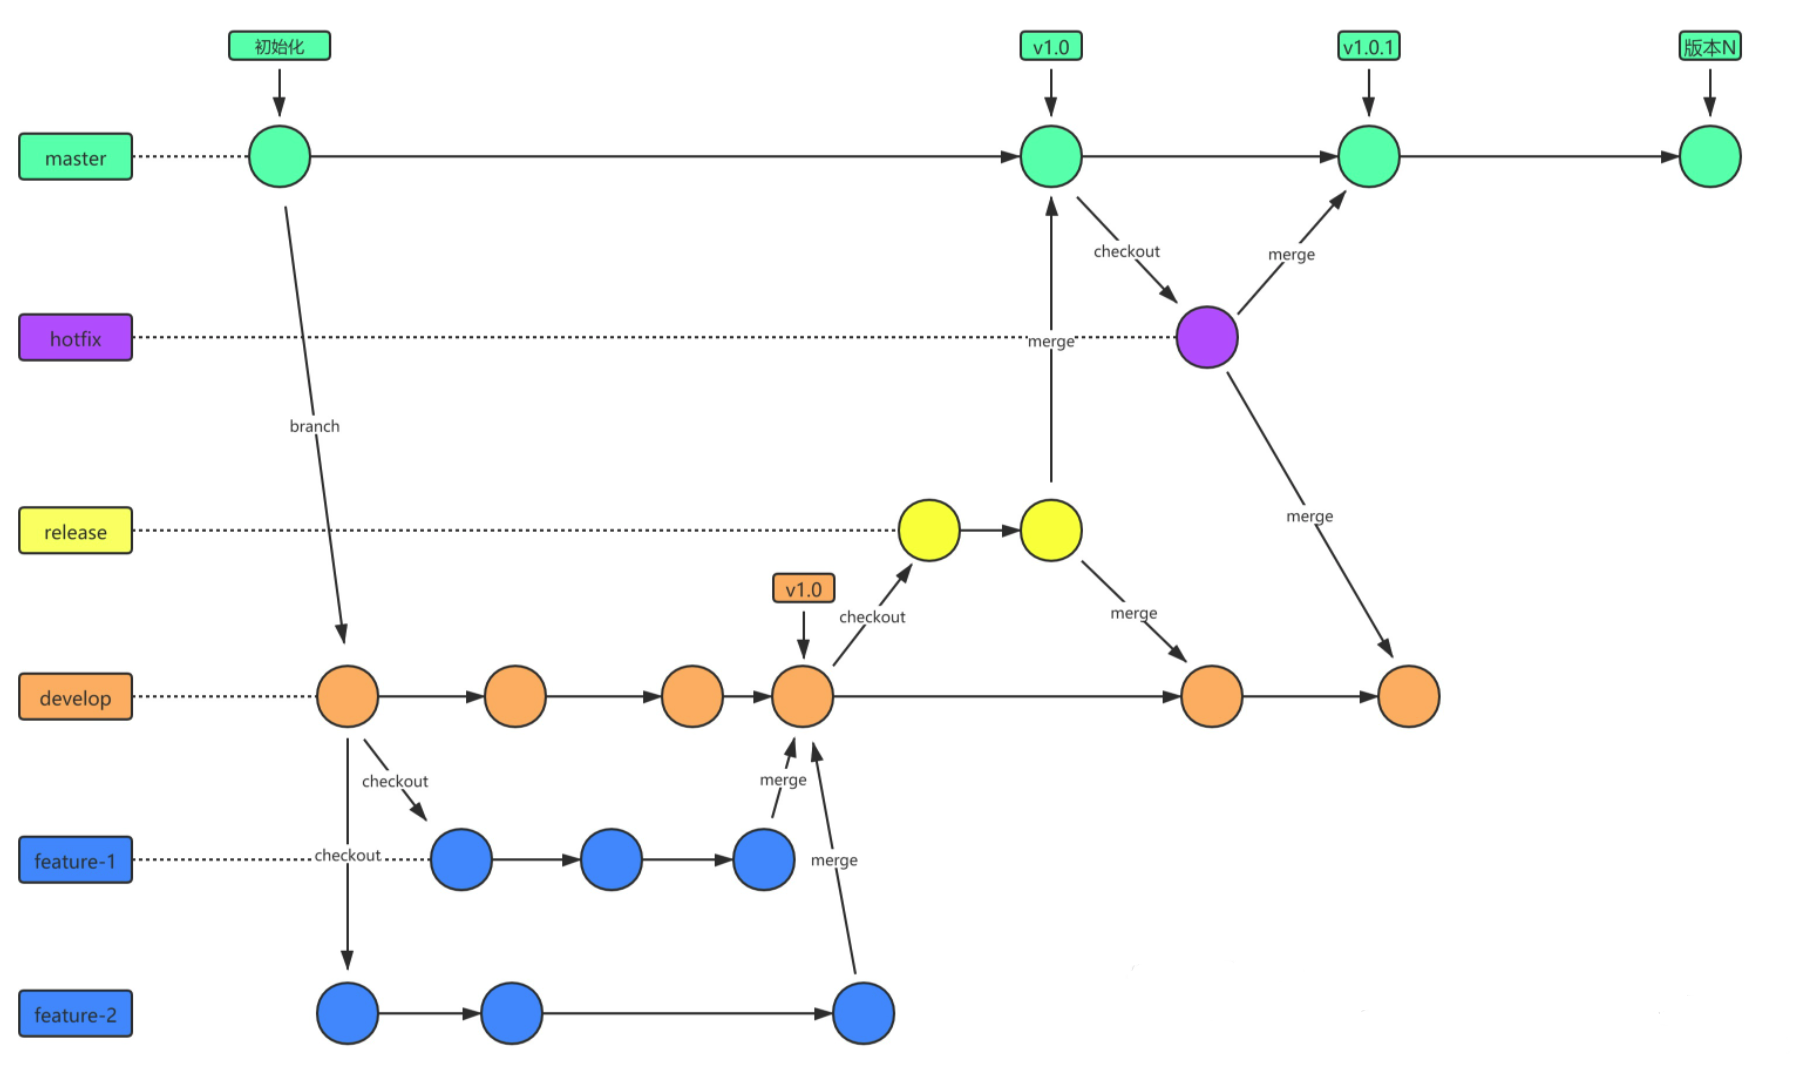 初始化
v1.0
v1.0.1
版本N
master
checkout
merge
hotfix
merge
branch
merge
release
v1.0
checkout
merge
develop
checkout
merge
feature-1
checkout
merge
feature-2